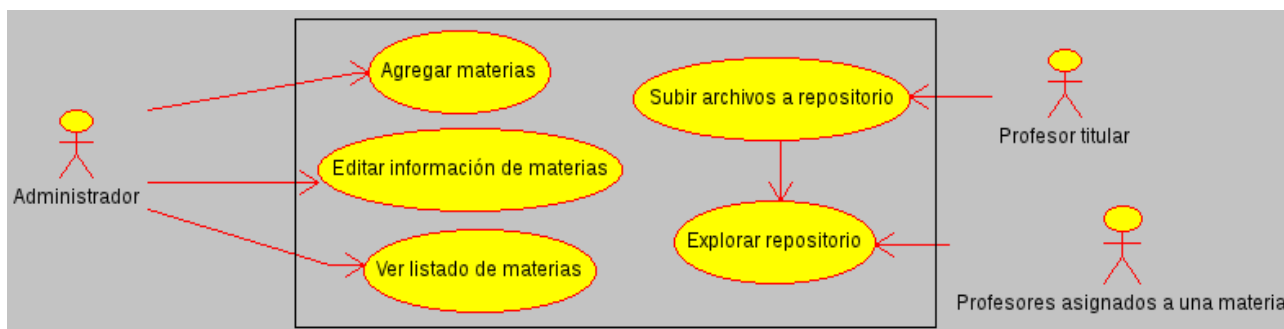 Agregar materias
Subir archivos a repositorio
Profesor titular
Editar información de materias
Administrador
Explorar repositorio
Ver listado de materias
Profesores asignados a una materia